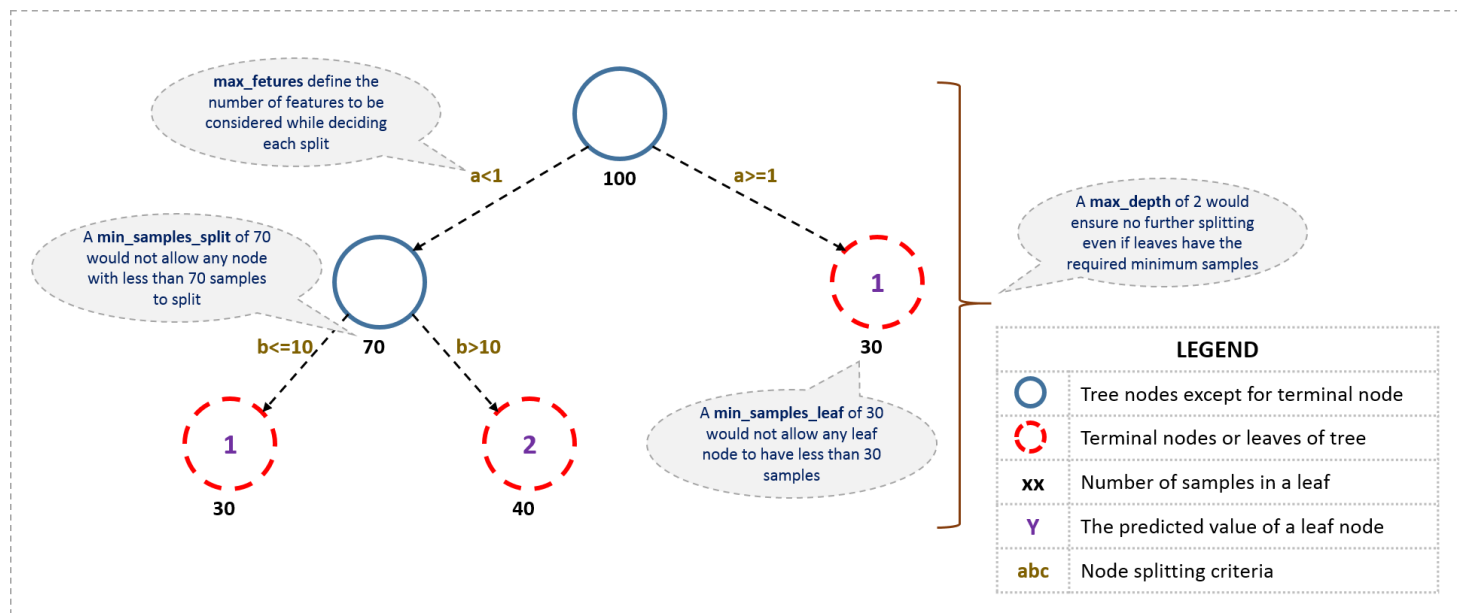 max_fetures define the
number of features to be
considered while deciding
each split
a<1
100
a>=1
A max_depth of 2 would
ensure no further splitting
even if leaves have the
required minimum samples
A min_samples_split of 70
would not allow any node
with less than 70 samples
to split
1
b<=10
70
b>10
30
1
30
2
40
A min_samples_leaf of 30
would not allow any leaf
node to have less than 30
samples
LEGEND
Tree nodes except for terminal node
Terminal nodes or leaves of tree
xx Number of samples in a leaf
Y The predicted value of a leaf node
abc Node splitting criteria